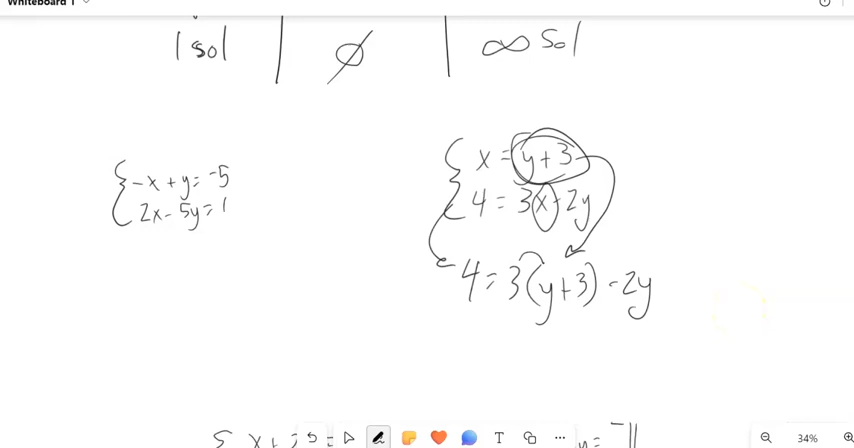 Whiteboard 1
1 sol
∅
∞ Sol
-x + y = -5
2x - 5y = 1
x = y + 3
4 = 3x - 2y
4 = 3(y + 3) - 2y
T
34%